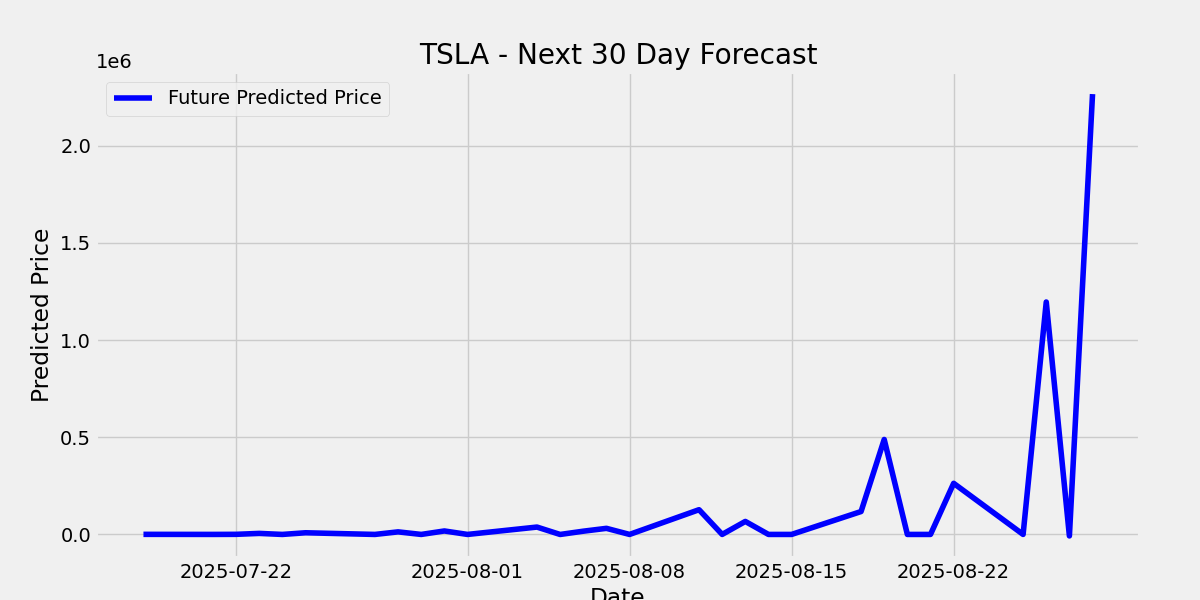 TSLA - Next 30 Day Forecast
1e6
Future Predicted Price
2.0
1.5
1.0
0.5
0.0
Predicted Price
2025-07-22
2025-08-01
2025-08-08
2025-08-15
2025-08-22
Date